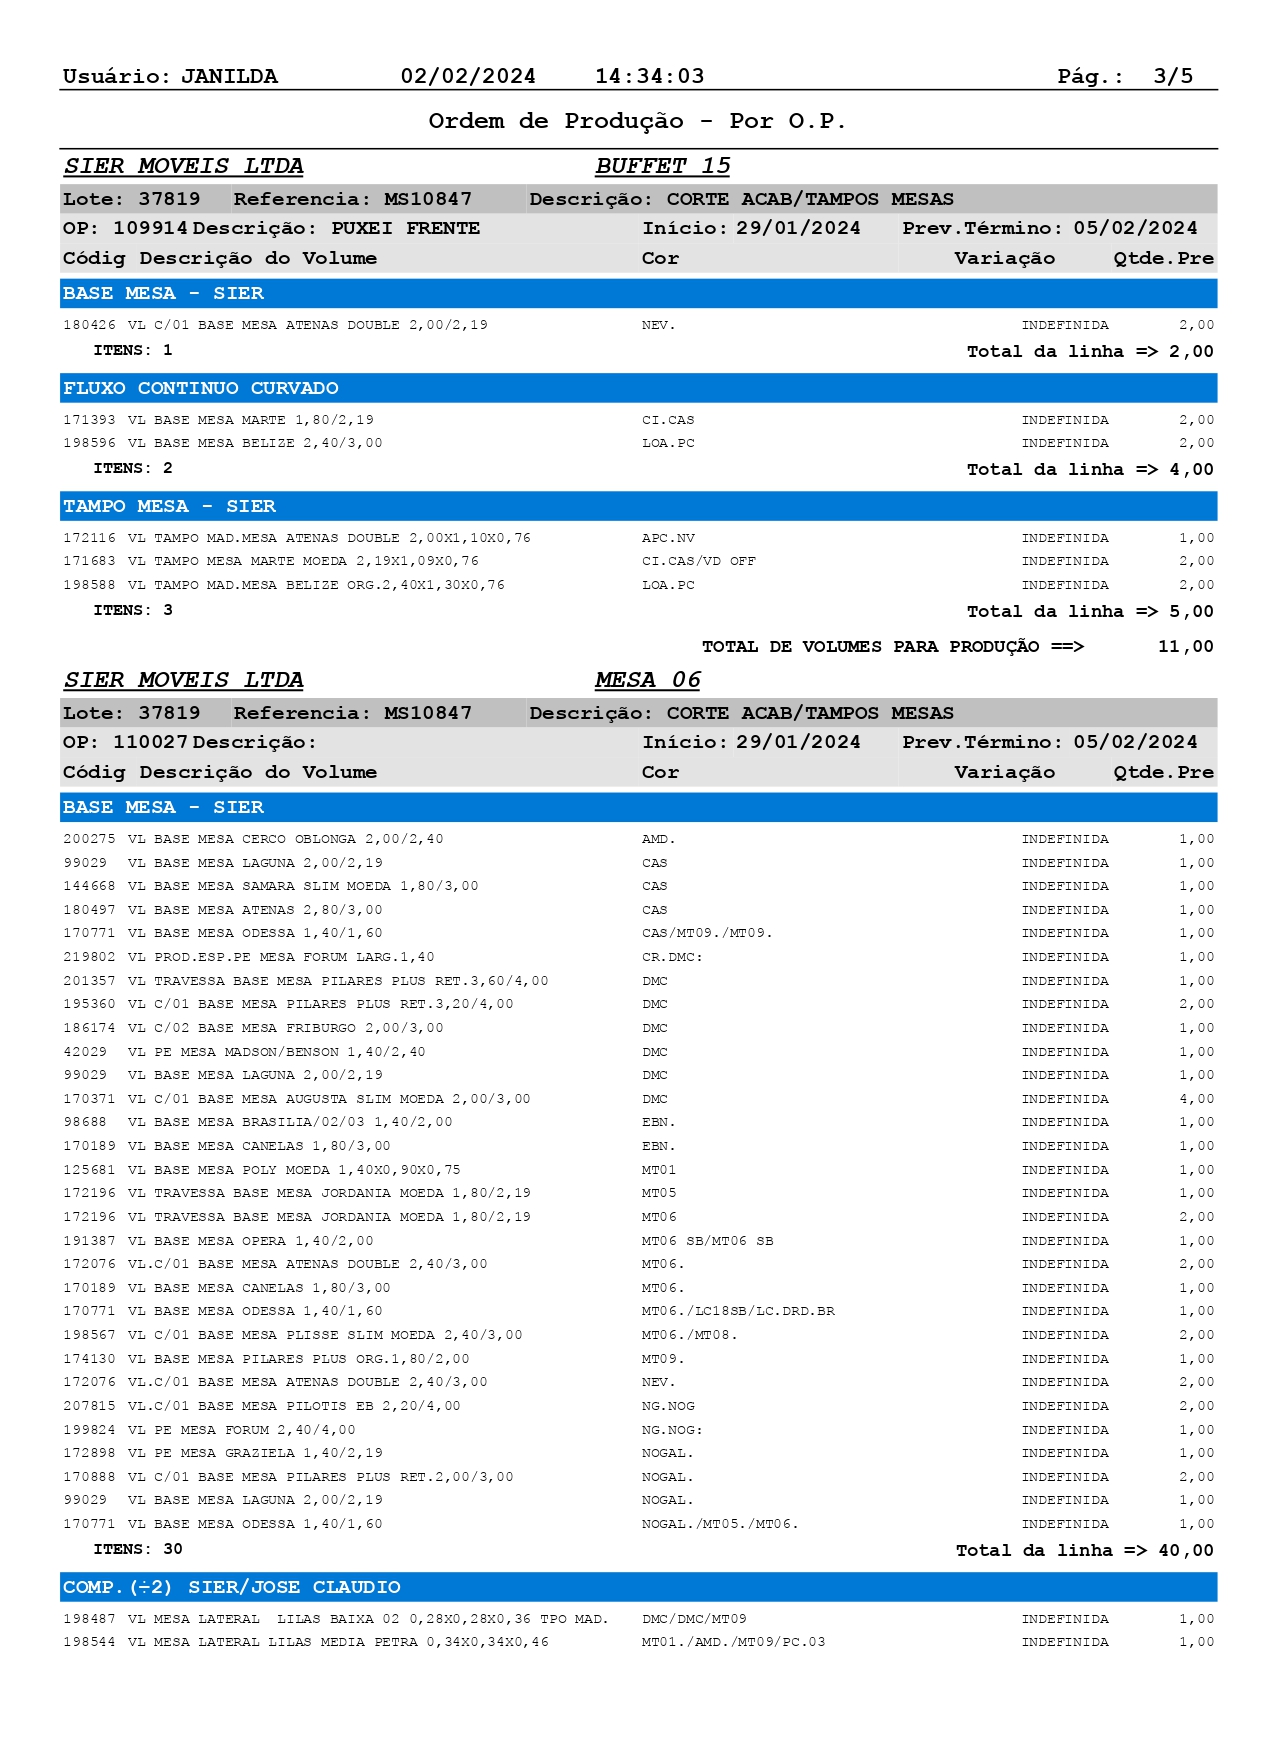 Usuário: JANILDA 02/02/2024 14:34:03 Pág.: 3/5
Ordem de Produção - Por O.P.
SIER MOVEIS LTDA BUFFET 15
Lote: 37819 Referencia: MS10847 Descrição: CORTE ACAB/TAMPOS MESAS
OP: 109914 Descrição: PUXEI FRENTE Início: 29/01/2024 Prev.Término: 05/02/2024
Códig Descrição do Volume Cor Variação Qtde.Pre
BASE MESA - SIER
180426 VL C/01 BASE MESA ATENAS DOUBLE 2,00/2,19 NEV. INDEFINIDA 2,00
ITENS: 1 Total da linha => 2,00
FLUXO CONTINUO CURVADO
171393 VL BASE MESA MARTE 1,80/2,19 CI.CAS INDEFINIDA 2,00
198596 VL BASE MESA BELIZE 2,40/3,00 LOA.PC INDEFINIDA 2,00
ITENS: 2 Total da linha => 4,00
TAMPO MESA - SIER
172116 VL TAMPO MAD.MESA ATENAS DOUBLE 2,00X1,10X0,76 APC.NV INDEFINIDA 1,00
171683 VL TAMPO MESA MARTE MOEDA 2,19X1,09X0,76 CI.CAS/VD OFF INDEFINIDA 2,00
198588 VL TAMPO MAD.MESA BELIZE ORG.2,40X1,30X0,76 LOA.PC INDEFINIDA 2,00
ITENS: 3 Total da linha => 5,00
TOTAL DE VOLUMES PARA PRODUÇÃO ==> 11,00
SIER MOVEIS LTDA MESA 06
Lote: 37819 Referencia: MS10847 Descrição: CORTE ACAB/TAMPOS MESAS
OP: 110027 Descrição: Início: 29/01/2024 Prev.Término: 05/02/2024
Códig Descrição do Volume Cor Variação Qtde.Pre
BASE MESA - SIER
200275 VL BASE MESA CERCO OBLONGA 2,00/2,40 AMD. INDEFINIDA 1,00
99029 VL BASE MESA LAGUNA 2,00/2,19 CAS INDEFINIDA 1,00
144668 VL BASE MESA SAMARA SLIM MOEDA 1,80/3,00 CAS INDEFINIDA 1,00
180497 VL BASE MESA ATENAS 2,80/3,00 CAS INDEFINIDA 1,00
170771 VL BASE MESA ODESSA 1,40/1,60 CAS/MT09./MT09. INDEFINIDA 1,00
219802 VL PROD.ESP.PE MESA FORUM LARG.1,40 CR.DMC: INDEFINIDA 1,00
201357 VL TRAVESSA BASE MESA PILARES PLUS RET.3,60/4,00 DMC INDEFINIDA 1,00
195360 VL C/01 BASE MESA PILARES PLUS RET.3,20/4,00 DMC INDEFINIDA 2,00
186174 VL C/02 BASE MESA FRIBURGO 2,00/3,00 DMC INDEFINIDA 1,00
42029 VL PE MESA MADSON/BENSON 1,40/2,40 DMC INDEFINIDA 1,00
99029 VL BASE MESA LAGUNA 2,00/2,19 DMC INDEFINIDA 1,00
170371 VL C/01 BASE MESA AUGUSTA SLIM MOEDA 2,00/3,00 DMC INDEFINIDA 4,00
98688 VL BASE MESA BRASILIA/02/03 1,40/2,00 EBN. INDEFINIDA 1,00
170189 VL BASE MESA CANELAS 1,80/3,00 EBN. INDEFINIDA 1,00
125681 VL BASE MESA POLY MOEDA 1,40X0,90X0,75 MT01 INDEFINIDA 1,00
172196 VL TRAVESSA BASE MESA JORDANIA MOEDA 1,80/2,19 MT05 INDEFINIDA 1,00
172196 VL TRAVESSA BASE MESA JORDANIA MOEDA 1,80/2,19 MT06 INDEFINIDA 2,00
191387 VL BASE MESA OPERA 1,40/2,00 MT06 SB/MT06 SB INDEFINIDA 1,00
172076 VL.C/01 BASE MESA ATENAS DOUBLE 2,40/3,00 MT06. INDEFINIDA 2,00
170189 VL BASE MESA CANELAS 1,80/3,00 MT06. INDEFINIDA 1,00
170771 VL BASE MESA ODESSA 1,40/1,60 MT06./LC18SB/LC.DRD.BR INDEFINIDA 1,00
198567 VL C/01 BASE MESA PLISSE SLIM MOEDA 2,40/3,00 MT06./MT08. INDEFINIDA 2,00
174130 VL BASE MESA PILARES PLUS ORG.1,80/2,00 MT09. INDEFINIDA 1,00
172076 VL.C/01 BASE MESA ATENAS DOUBLE 2,40/3,00 NEV. INDEFINIDA 2,00
207815 VL.C/01 BASE MESA PILOTIS EB 2,20/4,00 NG.NOG INDEFINIDA 2,00
199824 VL PE MESA FORUM 2,40/4,00 NG.NOG: INDEFINIDA 1,00
172898 VL PE MESA GRAZIELA 1,40/2,19 NOGAL. INDEFINIDA 1,00
170888 VL C/01 BASE MESA PILARES PLUS RET.2,00/3,00 NOGAL. INDEFINIDA 2,00
99029 VL BASE MESA LAGUNA 2,00/2,19 NOGAL. INDEFINIDA 1,00
170771 VL BASE MESA ODESSA 1,40/1,60 NOGAL./MT05./MT06. INDEFINIDA 1,00
ITENS: 30 Total da linha => 40,00
COMP.(÷2) SIER/JOSE CLAUDIO
198487 VL MESA LATERAL  LILAS BAIXA 02 0,28X0,28X0,36 TPO MAD. DMC/DMC/MT09 INDEFINIDA 1,00
198544 VL MESA LATERAL LILAS MEDIA PETRA 0,34X0,34X0,46 MT01./AMD./MT09/PC.03 INDEFINIDA 1,00